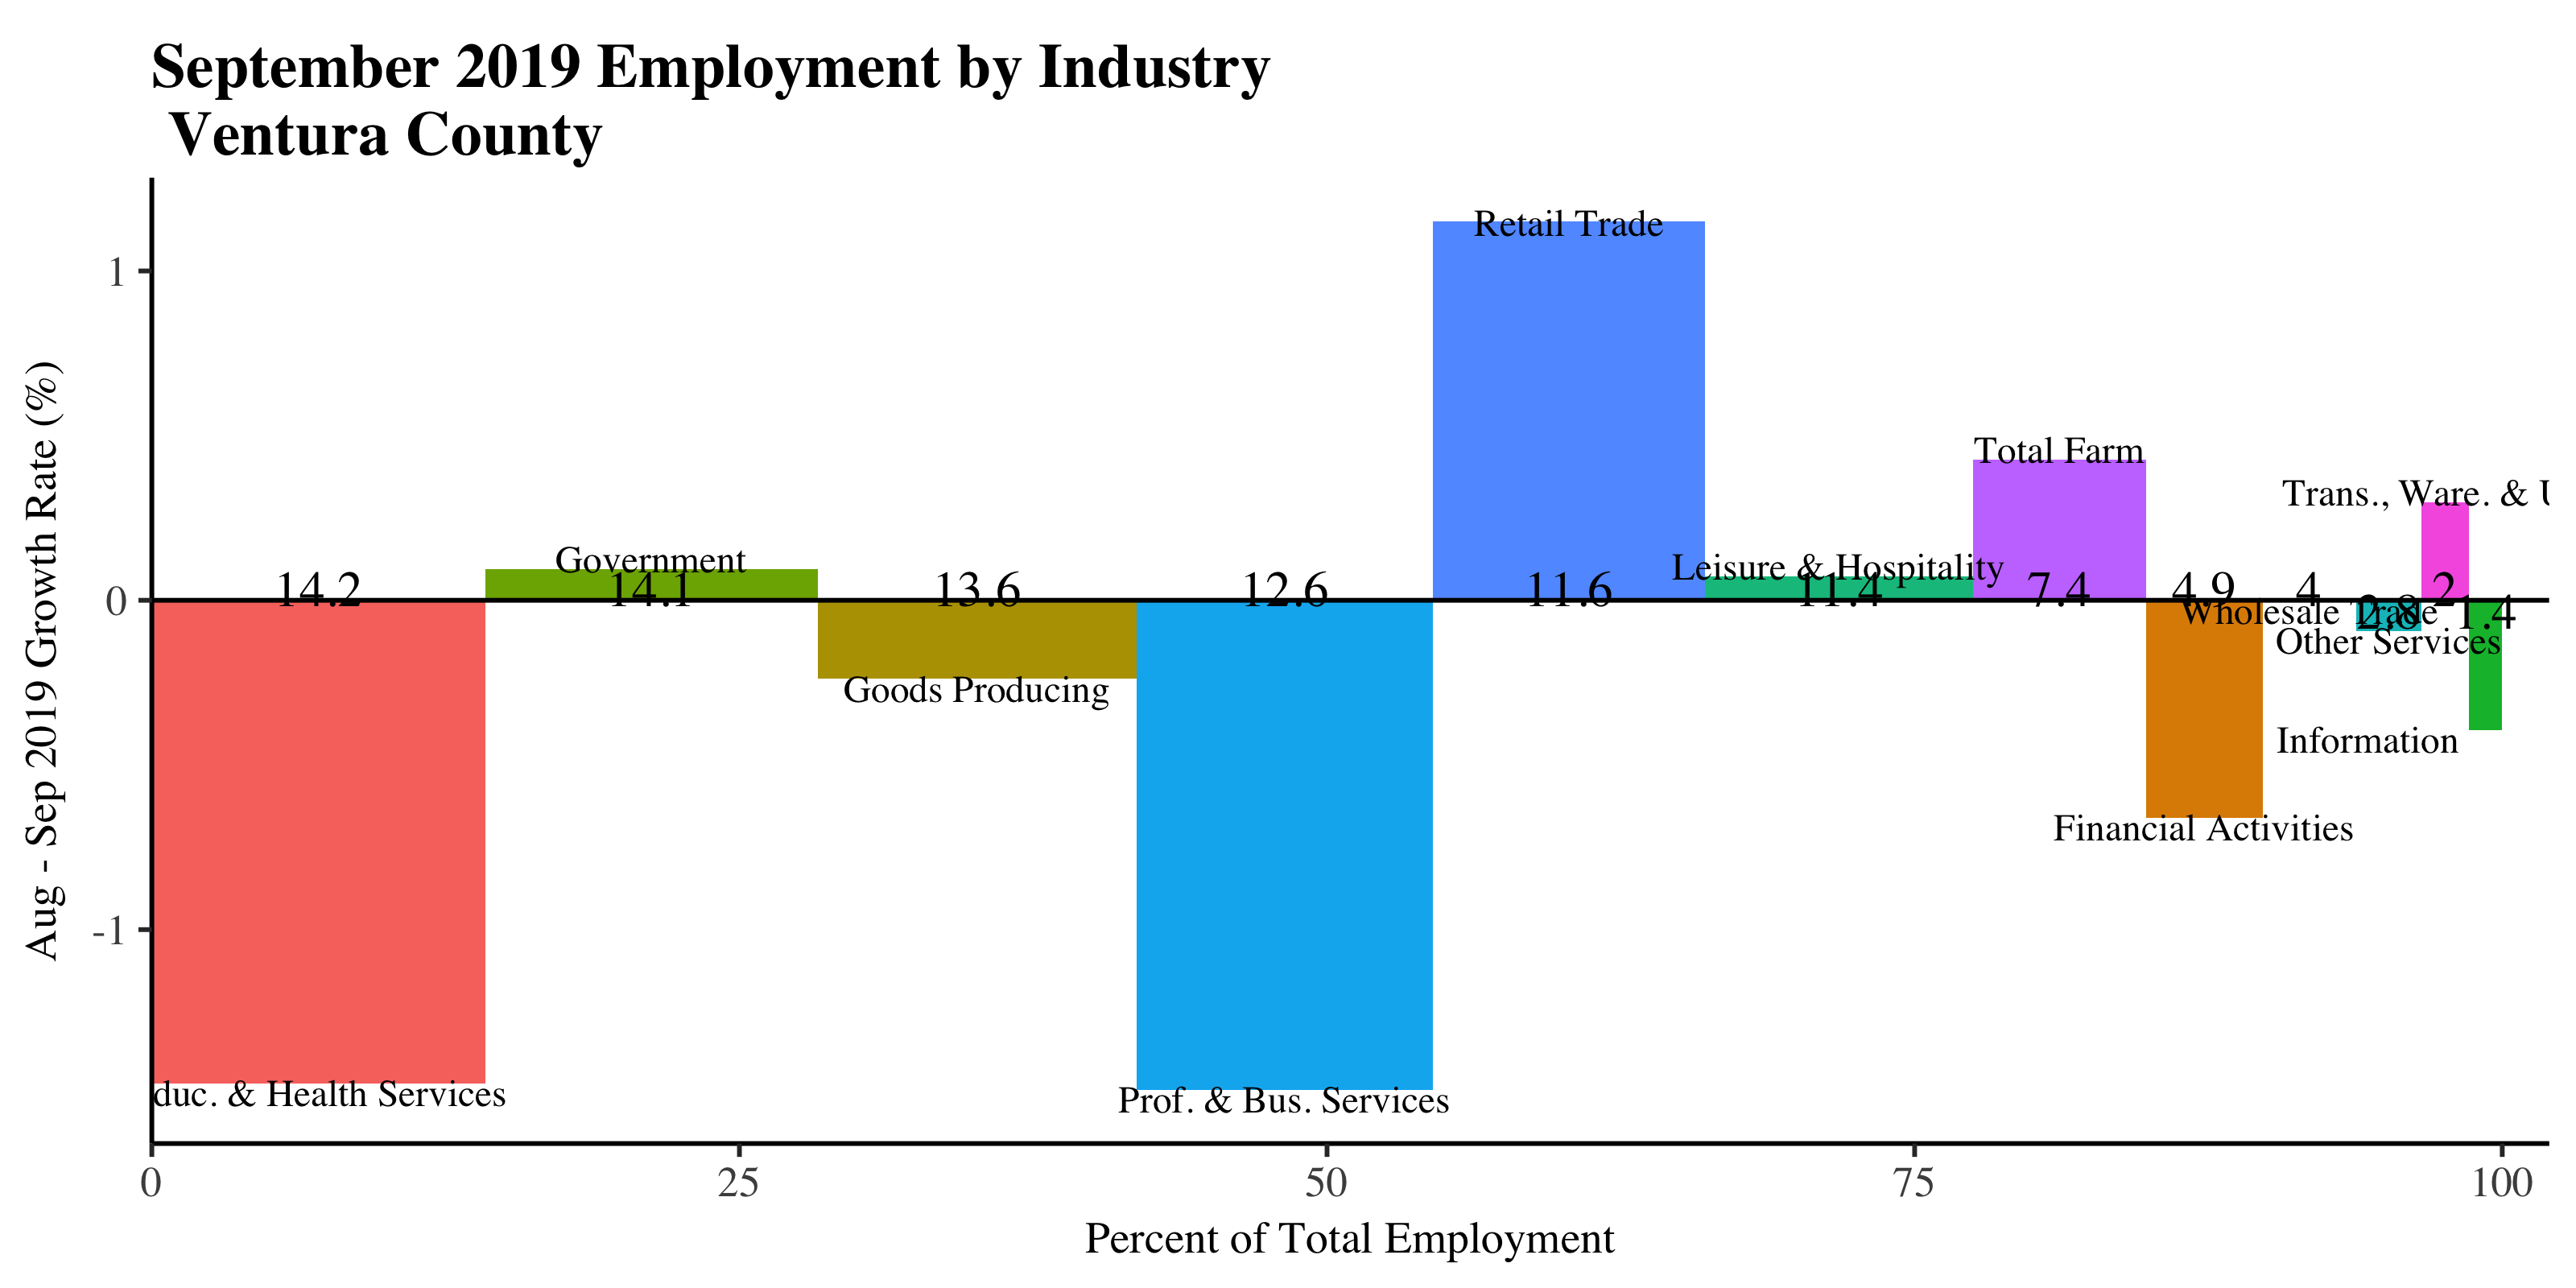 September 2019 Employment by Industry
Ventura County
Aug - Sep 2019 Growth Rate (%)
1
0
-1
Retail Trade
Total Farm
Trans., Ware. & U
Government
Leisure & Hospitality
14.2
14.1
13.6
12.6
11.6
11.4
7.4
4.9
4
2.8
2
1.4
Wholesale Trade
Other Services
Goods Producing
Information
Financial Activities
duc. & Health Services
Prof. & Bus. Services
0
25
50
75
100
Percent of Total Employment